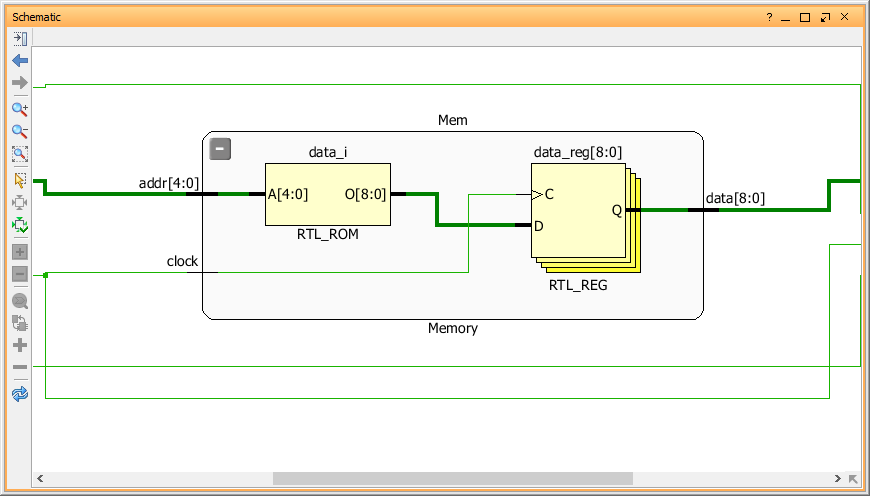 Schematic
Mem
data_i
data_reg[8:0]
addr[4:0]
A[4:0]
O[8:0]
C
data[8:0]
Q
D
RTL_ROM
clock
RTL_REG
Memory